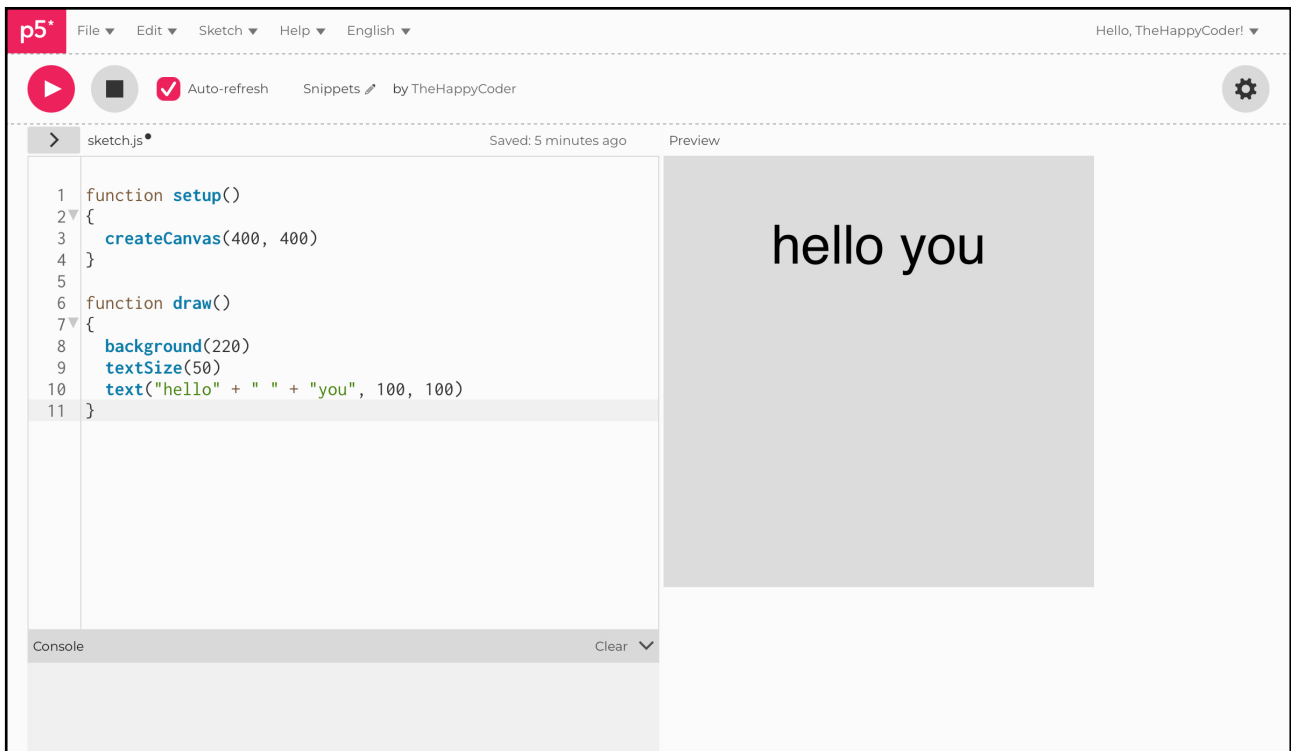 p5* File Edit Sketch Help English Hello, TheHappyCoder!
Auto-refresh Snippets by TheHappyCoder
sketch.js Saved: 5 minutes ago Preview
1 function setup()
2 {
3 createCanvas(400, 400)
4 }
5
6 function draw()
7 {
8 background(220)
9 textSize(50)
10 text("hello" + " " + "you", 100, 100)
11 }
hello you
Console Clear